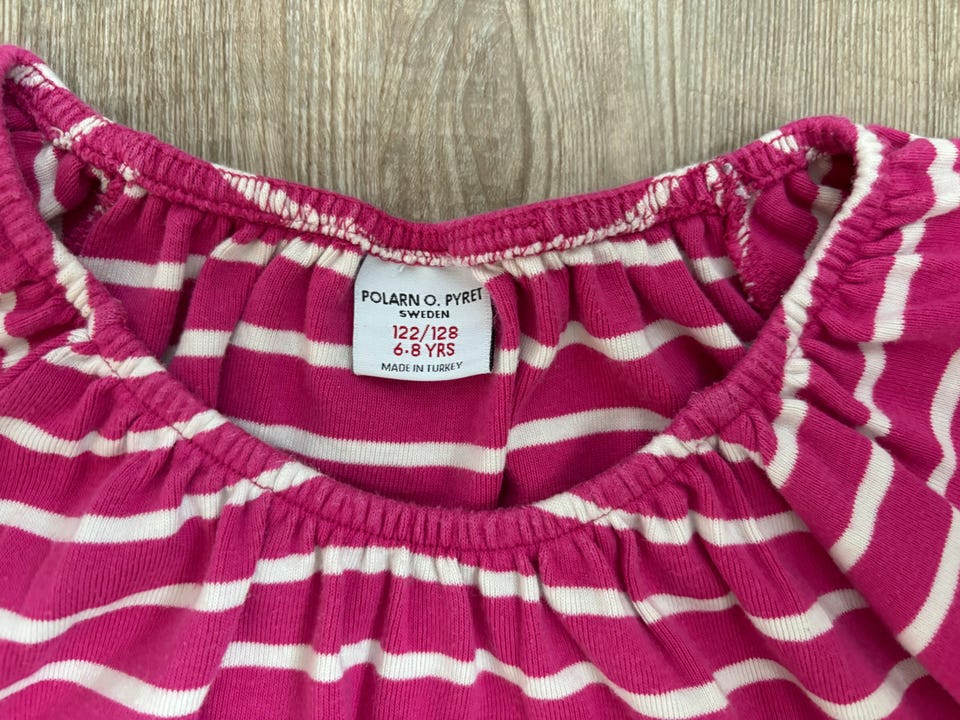 POLARN O. PYRET
SWEDEN
122/128
6-8 YRS
MADE IN TURKEY